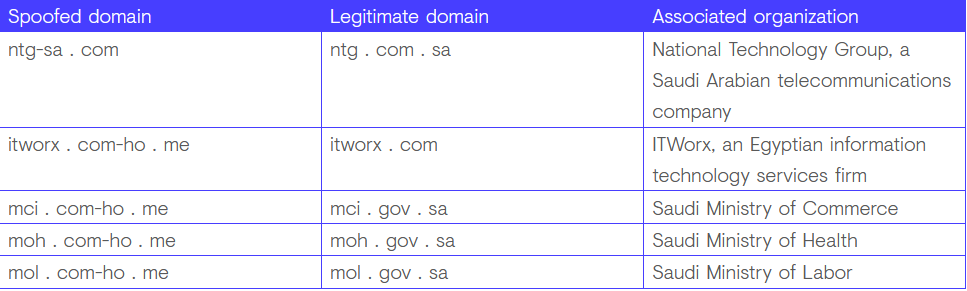 Spoofed domain Legitimate domain Associated organization
ntg-sa . com ntg . com . sa National Technology Group, a
Saudi Arabian telecommunications
company
itworx . com-ho . me itworx . com ITWorx, an Egyptian information
technology services firm
mci . com-ho . me mci . gov . sa Saudi Ministry of Commerce
moh . com-ho . me moh . gov . sa Saudi Ministry of Health
mol . com-ho . me mol . gov . sa Saudi Ministry of Labor